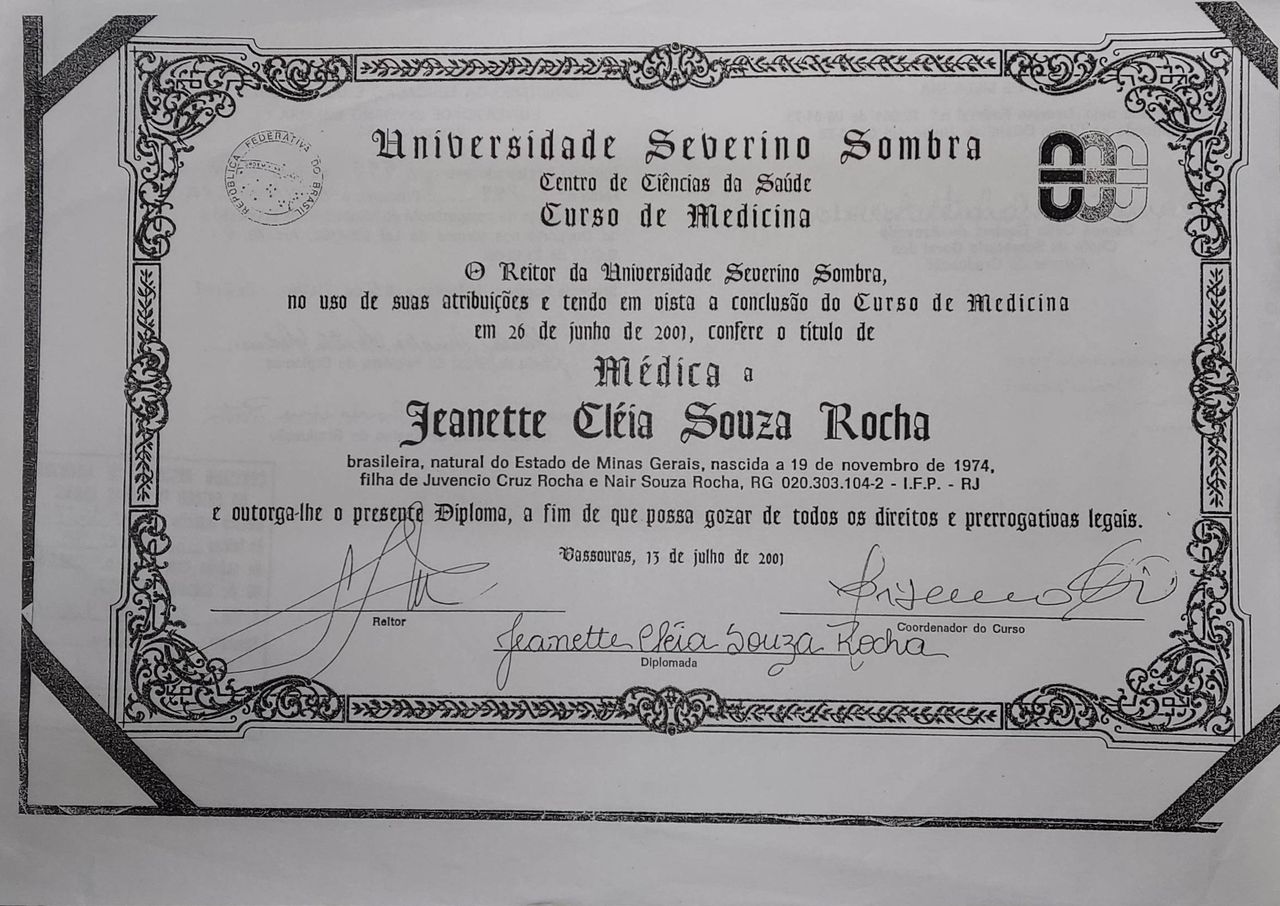 REPÚBLICA FEDERATIVA DO BRASIL
Universidade Severino Sombra
Centro de Ciências da Saúde
Curso de Medicina
O Reitor da Universidade Severino Sombra,
no uso de suas atribuições e tendo em vista a conclusão do Curso de Medicina
em 26 de junho de 2001, confere o título de
Médica a
Jeanette Cléia Souza Rocha
brasileira, natural do Estado de Minas Gerais, nascida a 19 de novembro de 1974,
filha de Juvencio Cruz Rocha e Nair Souza Rocha, RG 020.303.104-2 - I.F.P. - RJ
e outorga-lhe o presente Diploma, a fim de que possa gozar de todos os direitos e prerrogativas legais.
Vassouras, 13 de julho de 2001
Reitor
Coordenador do Curso
Jeanette Cléia Souza Rocha
Diplomada